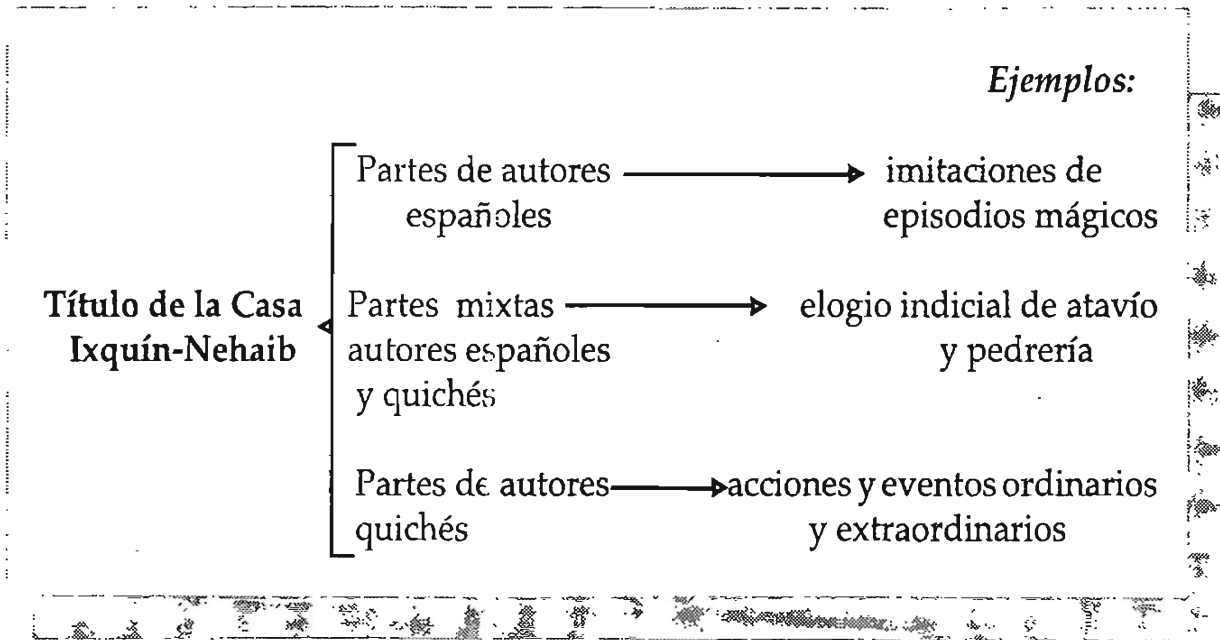 Ejemplos:
Partes de autores
españoles
imitaciones de
episodios mágicos
Título de la Casa
Ixquín-Nehaib
Partes mixtas
autores españoles
y quichés
elogio indicial de atavío
y pedrería
Partes de autores
quichés
acciones y eventos ordinarios
y extraordinarios